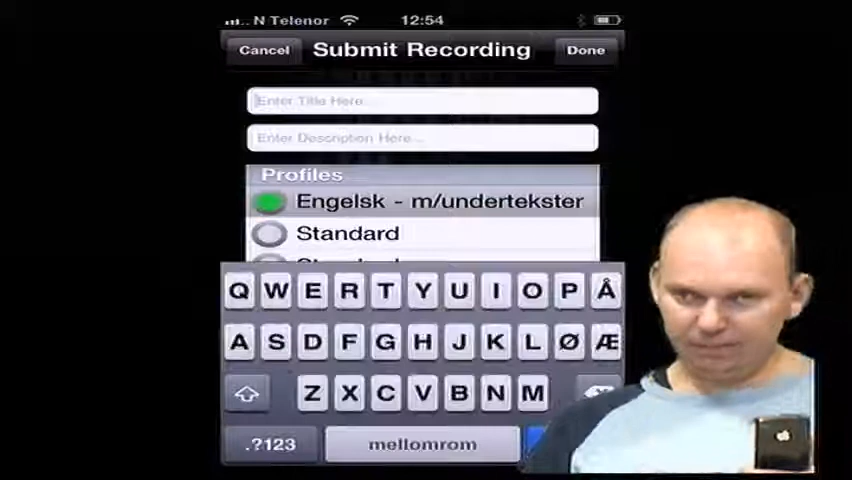 N Telenor 12:54
Cancel Submit Recording Done
Enter Title Here...
Enter Description Here...
Profiles
Engelsk - m/undertekster
Standard
Q W E R T Y U I O P Å
A S D F G H J K L Ø Æ
Z X C V B N M
.?123 mellomrom